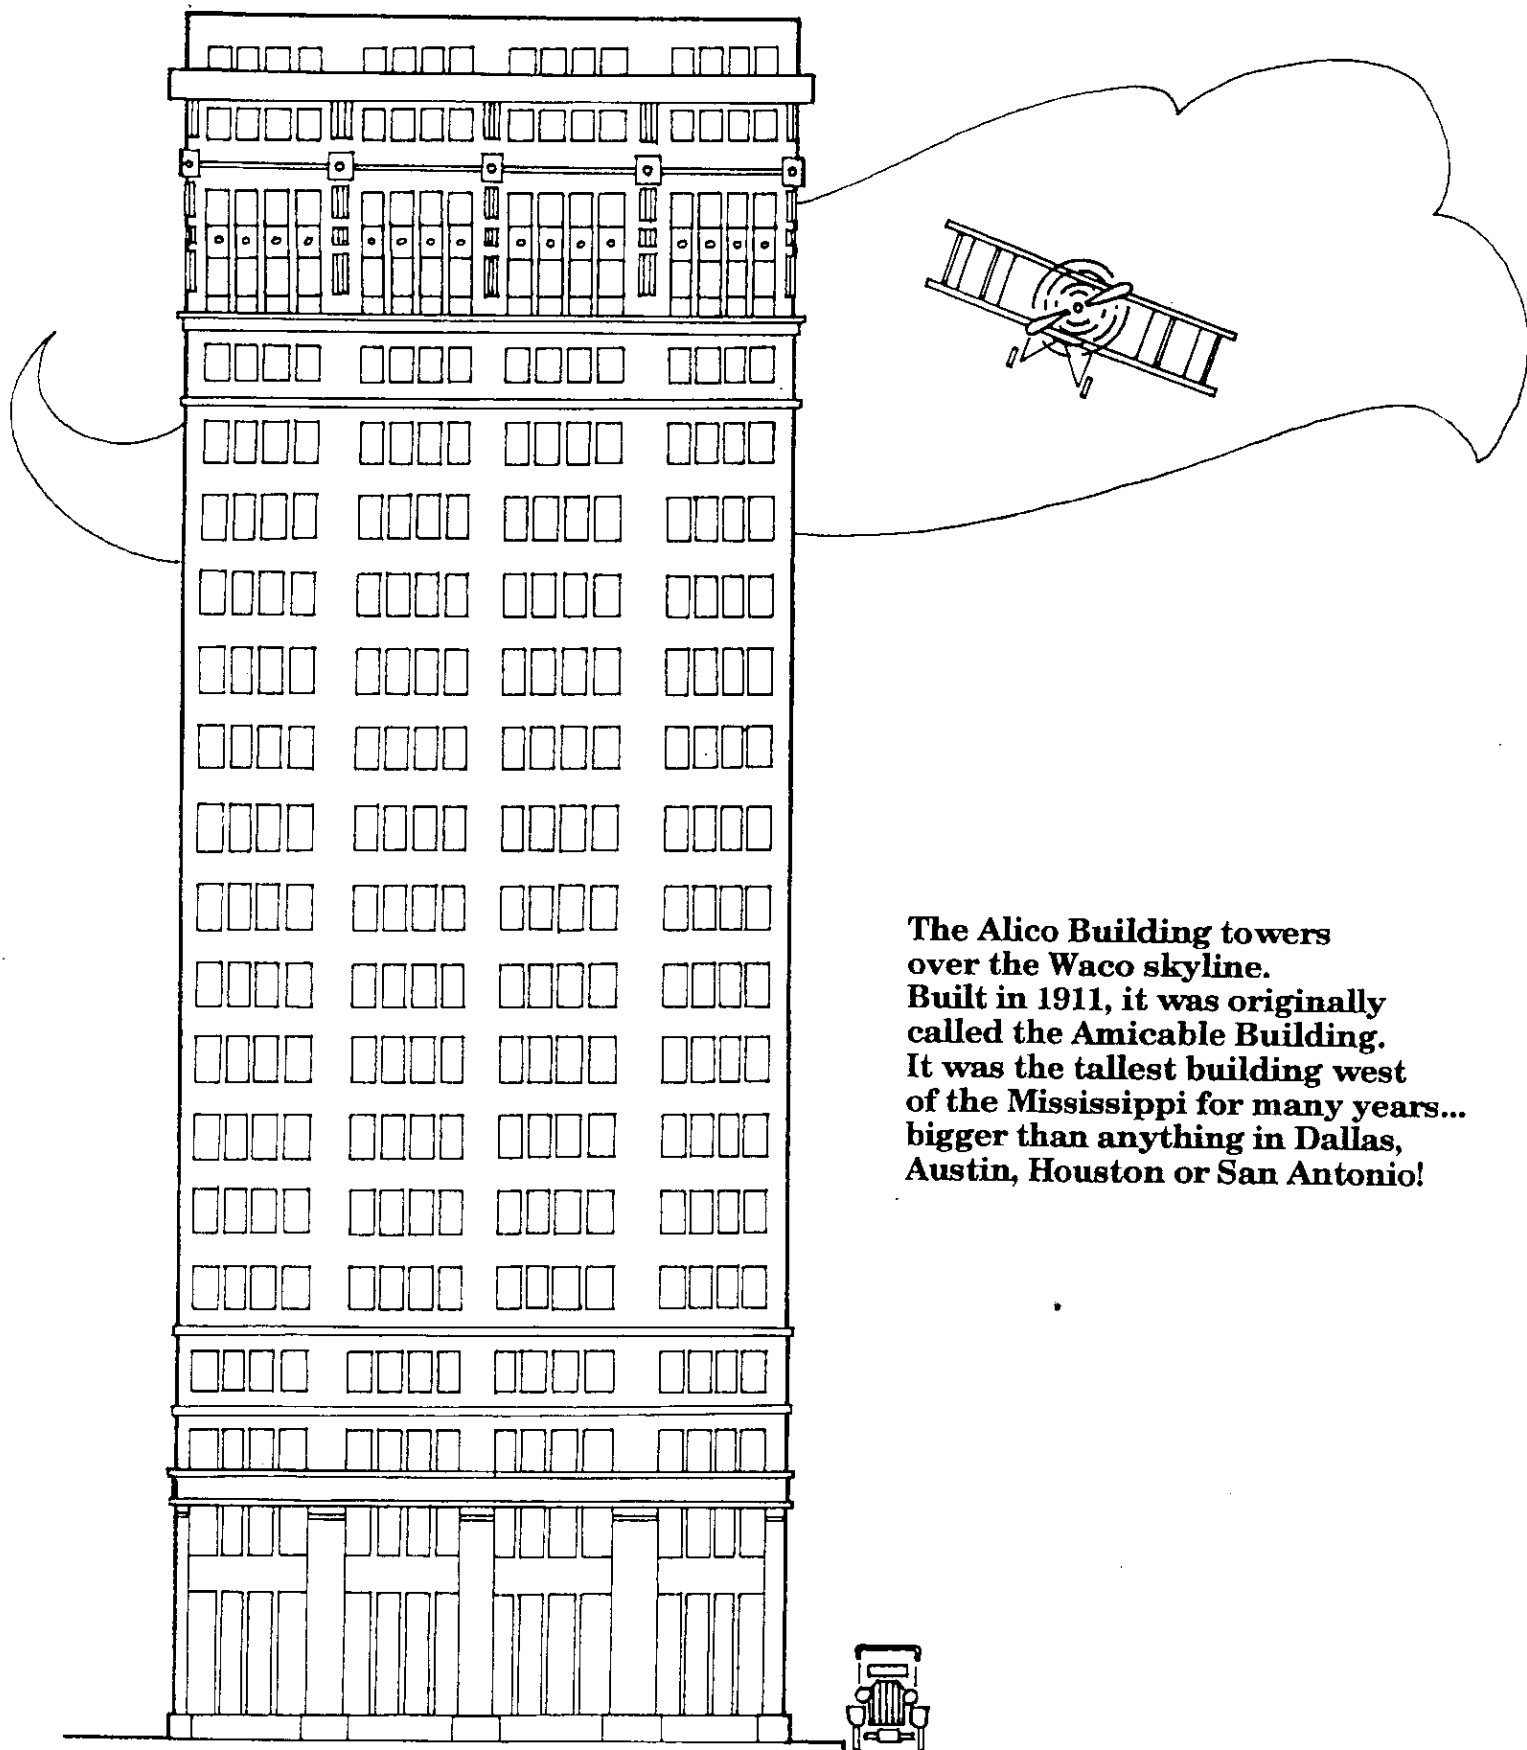 The Alico Building towers
over the Waco skyline.
Built in 1911, it was originally
called the Amicable Building.
It was the tallest building west
of the Mississippi for many years...
bigger than anything in Dallas,
Austin, Houston or San Antonio!